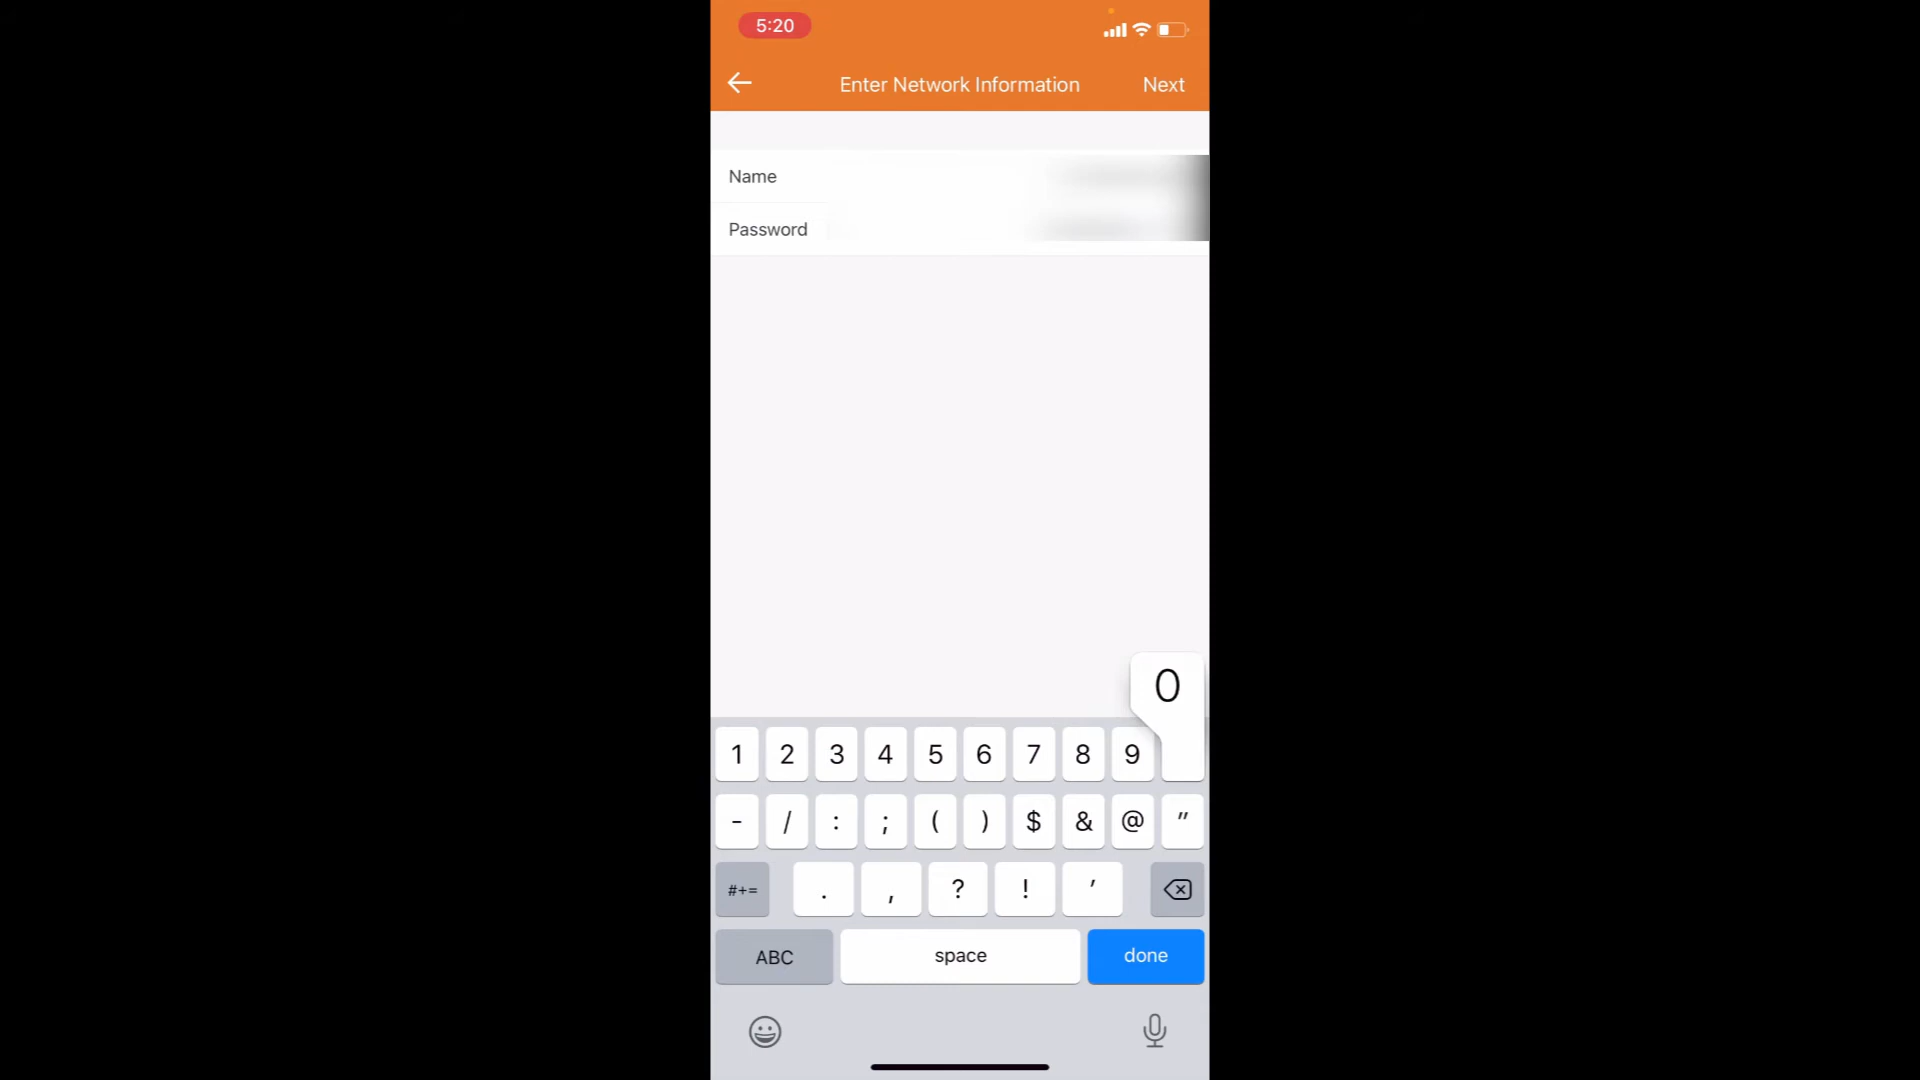 5:20
Enter Network Information Next
Name
Password
0
1 2 3 4 5 6 7 8 9
- / : ; ( ) $ & @ "
#+= . , ? ! '
ABC space done